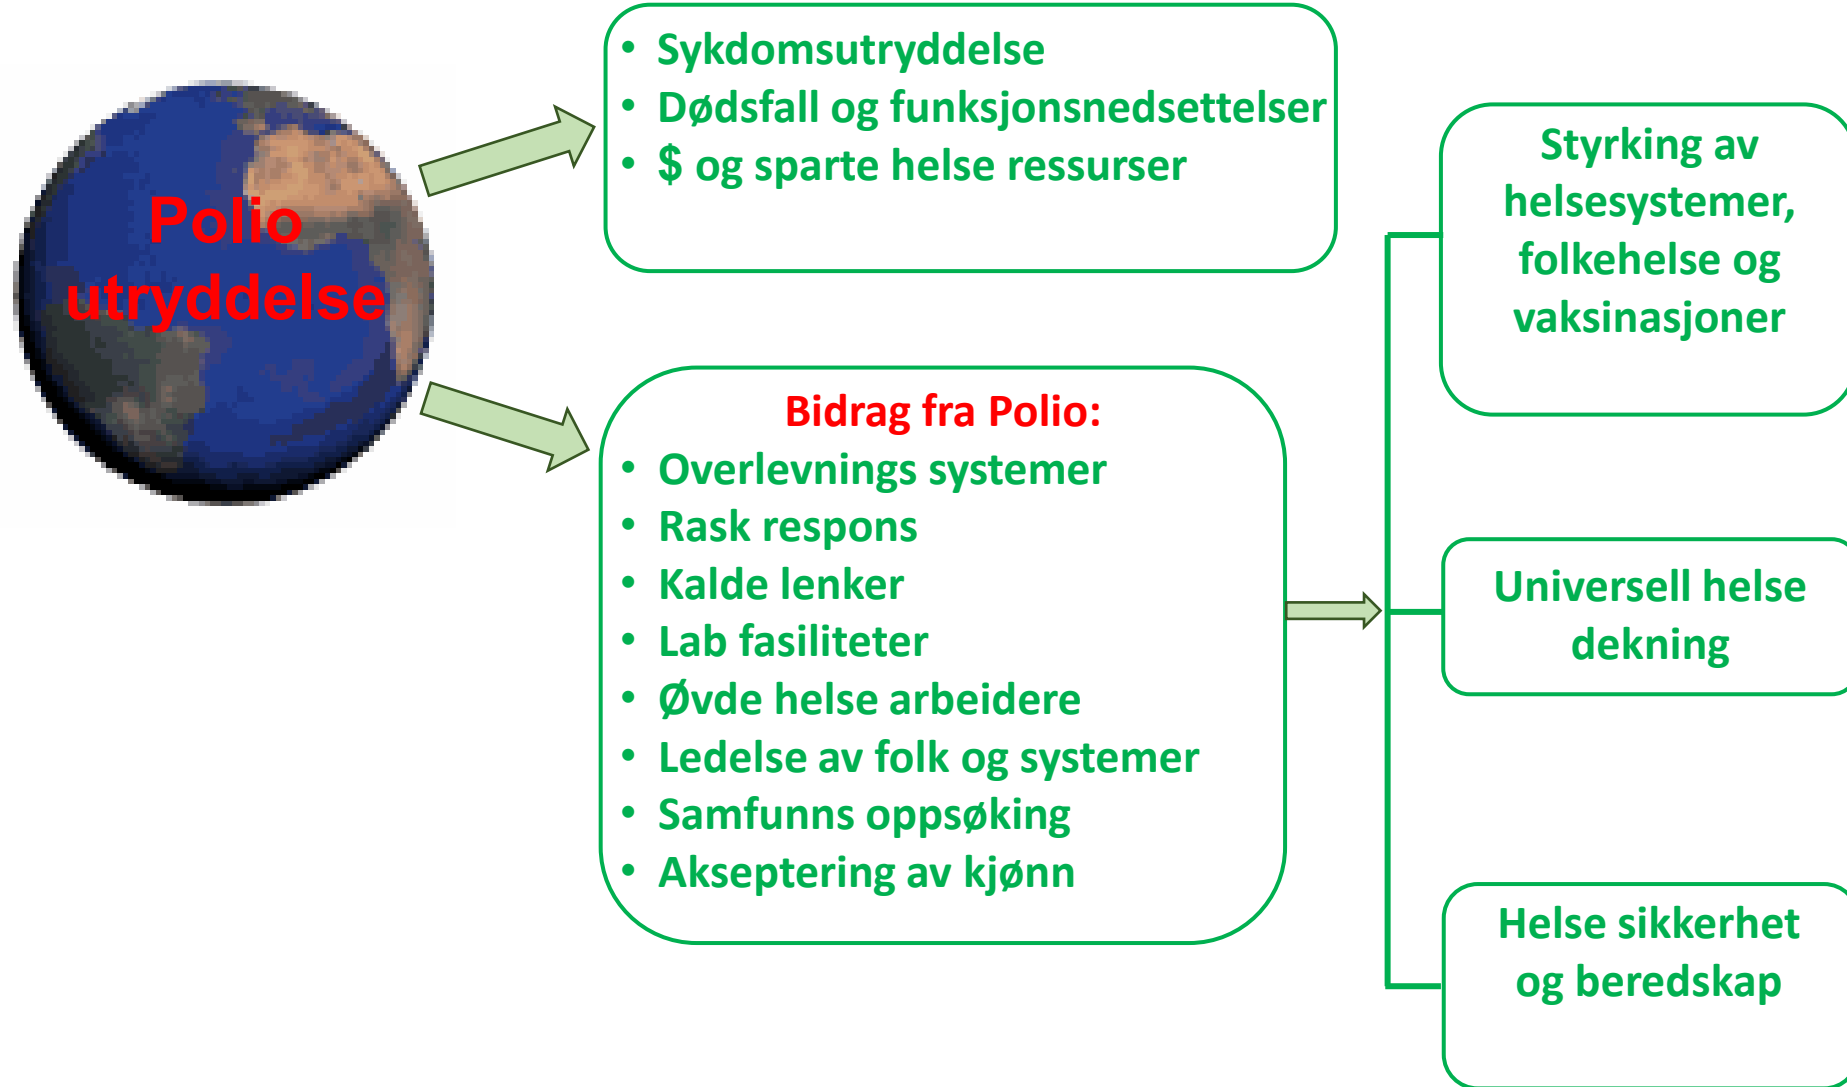 Polio
utryddelse
• Sykdomsutryddelse
• Dødsfall og funksjonsnedsettelser
• $ og sparte helse ressurser
Bidrag fra Polio:
• Overlevnings systemer
• Rask respons
• Kalde lenker
• Lab fasiliteter
• Øvde helse arbeidere
• Ledelse av folk og systemer
• Samfunns oppsøking
• Akseptering av kjønn
Styrking av
helsesystemer,
folkehelse og
vaksinasjoner
Universell helse
dekning
Helse sikkerhet
og beredskap